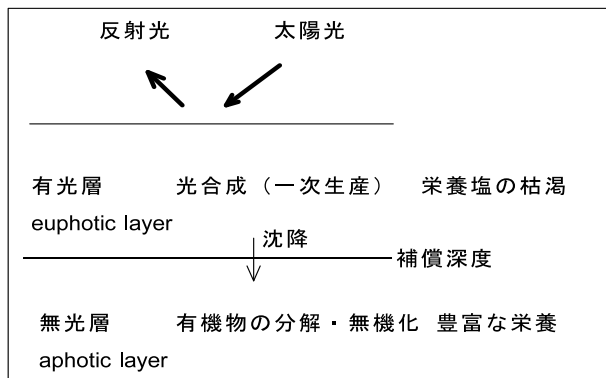 反射光 太陽光
有光層 光合成（一次生産） 栄養塩の枯渇
euphotic layer
沈降
補償深度
無光層 有機物の分解・無機化 豊富な栄養
aphotic layer